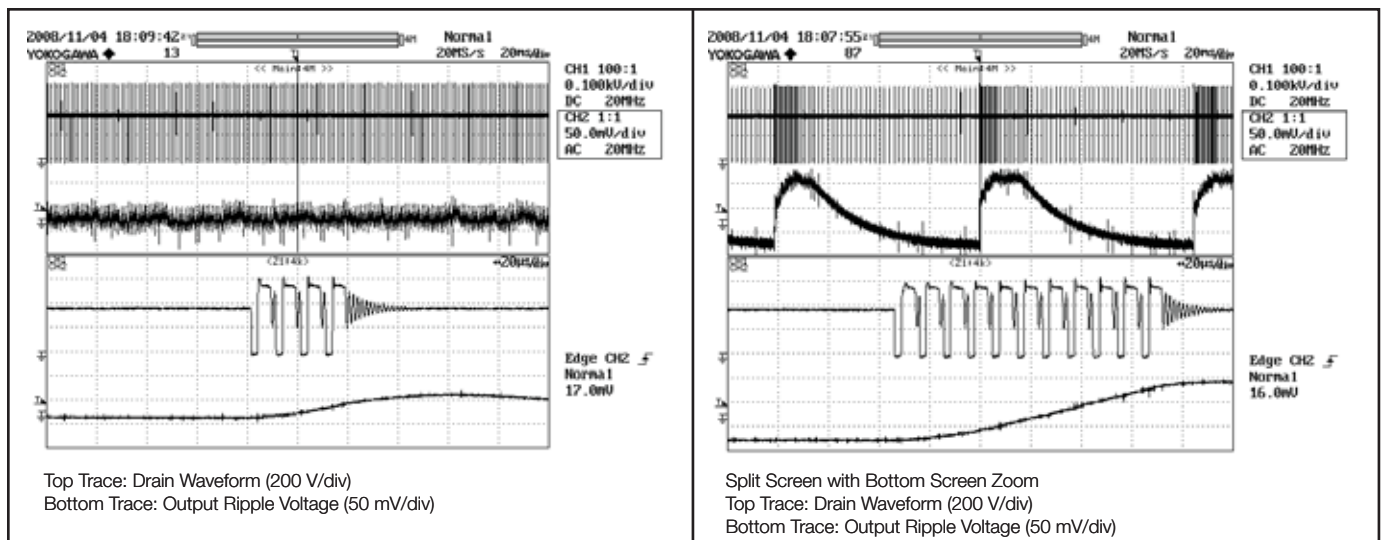 2008/11/04 18:09:42
4M
Normal
YOKOGAWA ◆ 13
20MS/s 20ms/div
<< Main:4M >>
CH1 100:1
0.100kV/div
DC 20MHz
CH2 1:1
50.0mV/div
AC 20MHz
20µs/div
Edge CH2
Normal
17.0mV
Top Trace: Drain Waveform (200 V/div)
Bottom Trace: Output Ripple Voltage (50 mV/div)
2008/11/04 18:07:55
4M
Normal
YOKOGAWA ◆ 87
20MS/s 20ms/div
<< Main:4M >>
CH1 100:1
0.100kV/div
DC 20MHz
CH2 1:1
50.0mV/div
AC 20MHz
20µs/div
Edge CH2
Normal
16.0mV
Split Screen with Bottom Screen Zoom
Top Trace: Drain Waveform (200 V/div)
Bottom Trace: Output Ripple Voltage (50 mV/div)